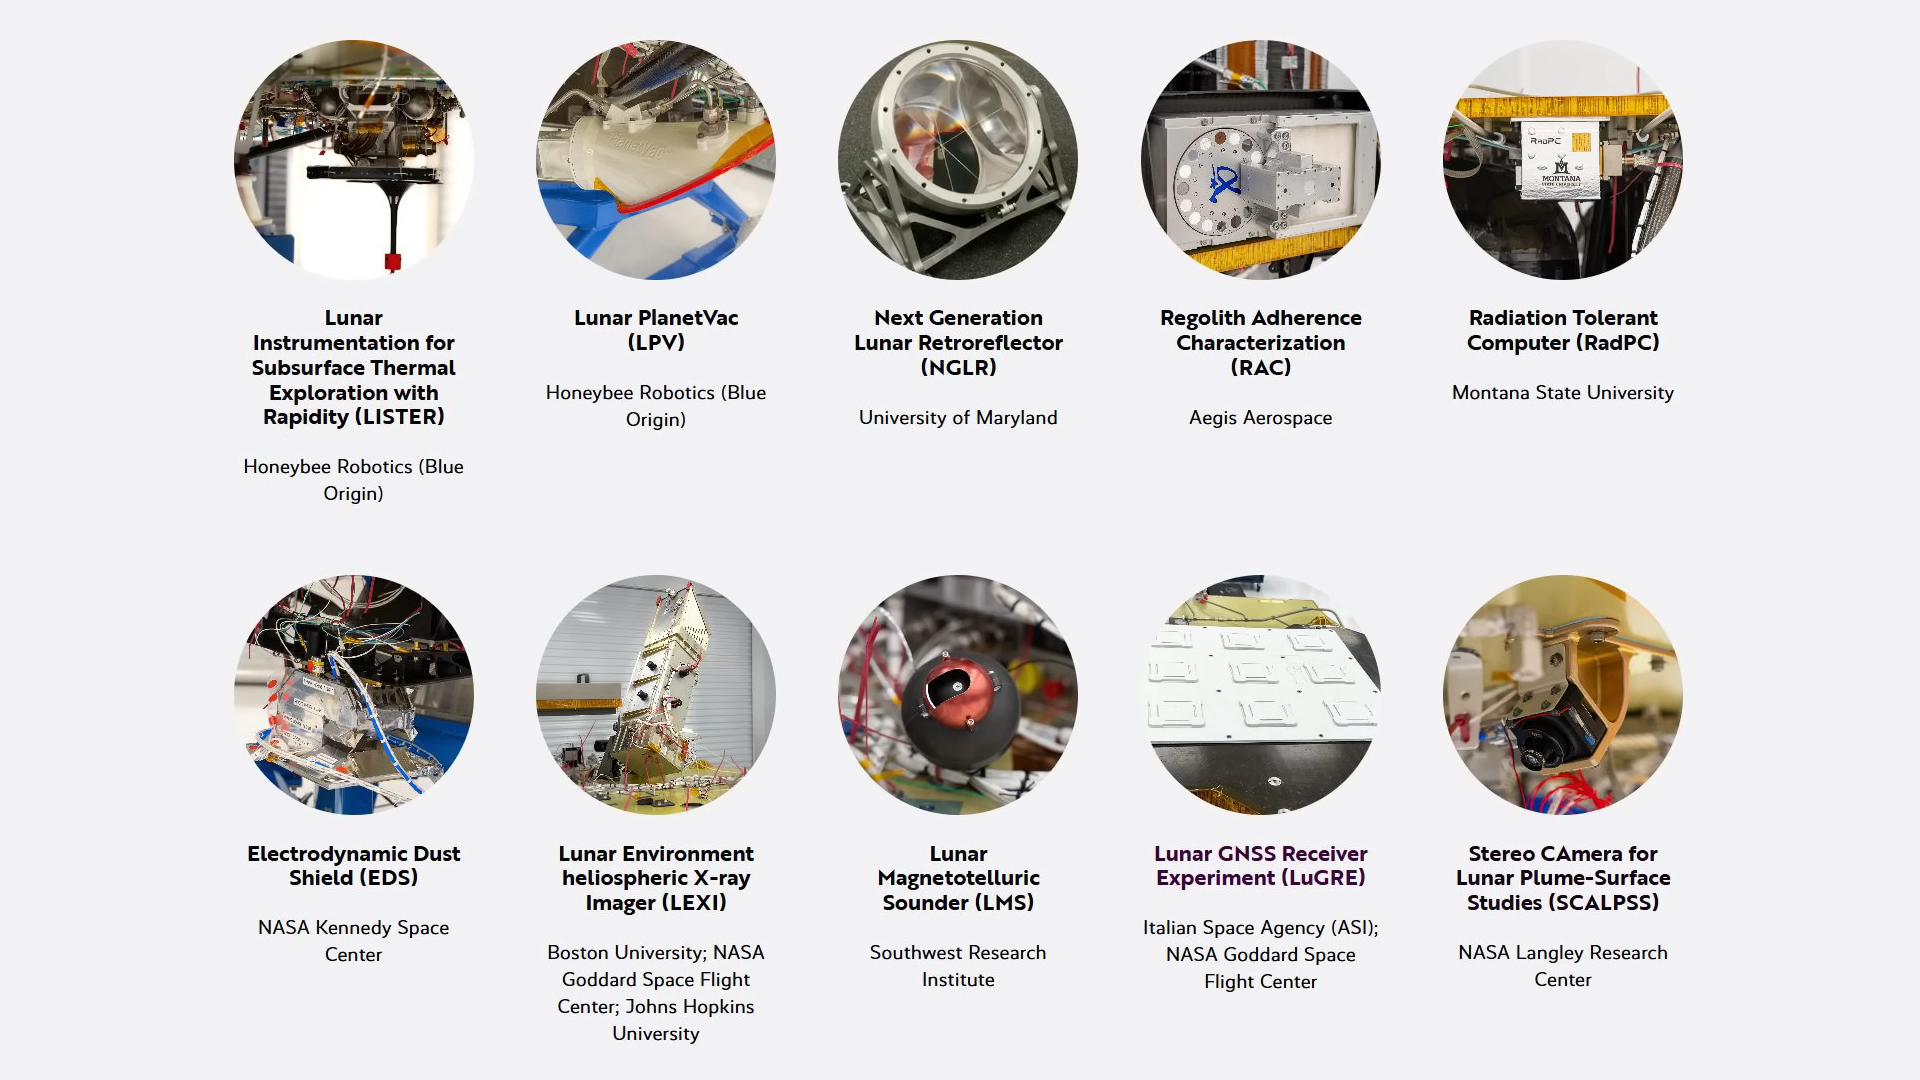 PlanetVac
RadPC
MONTANA
STATE UNIVERSITY
Lunar
Instrumentation for
Subsurface Thermal
Exploration with
Rapidity (LISTER)
Honeybee Robotics (Blue
Origin)
Lunar PlanetVac
(LPV)
Honeybee Robotics (Blue
Origin)
Next Generation
Lunar Retroreflector
(NGLR)
University of Maryland
Regolith Adherence
Characterization
(RAC)
Aegis Aerospace
Radiation Tolerant
Computer (RadPC)
Montana State University
Electrodynamic Dust
Shield (EDS)
NASA Kennedy Space
Center
Lunar Environment
heliospheric X-ray
Imager (LEXI)
Boston University; NASA
Goddard Space Flight
Center; Johns Hopkins
University
Lunar
Magnetotelluric
Sounder (LMS)
Southwest Research
Institute
Lunar GNSS Receiver
Experiment (LuGRE)
Italian Space Agency (ASI);
NASA Goddard Space
Flight Center
Stereo CAmera for
Lunar Plume-Surface
Studies (SCALPSS)
NASA Langley Research
Center